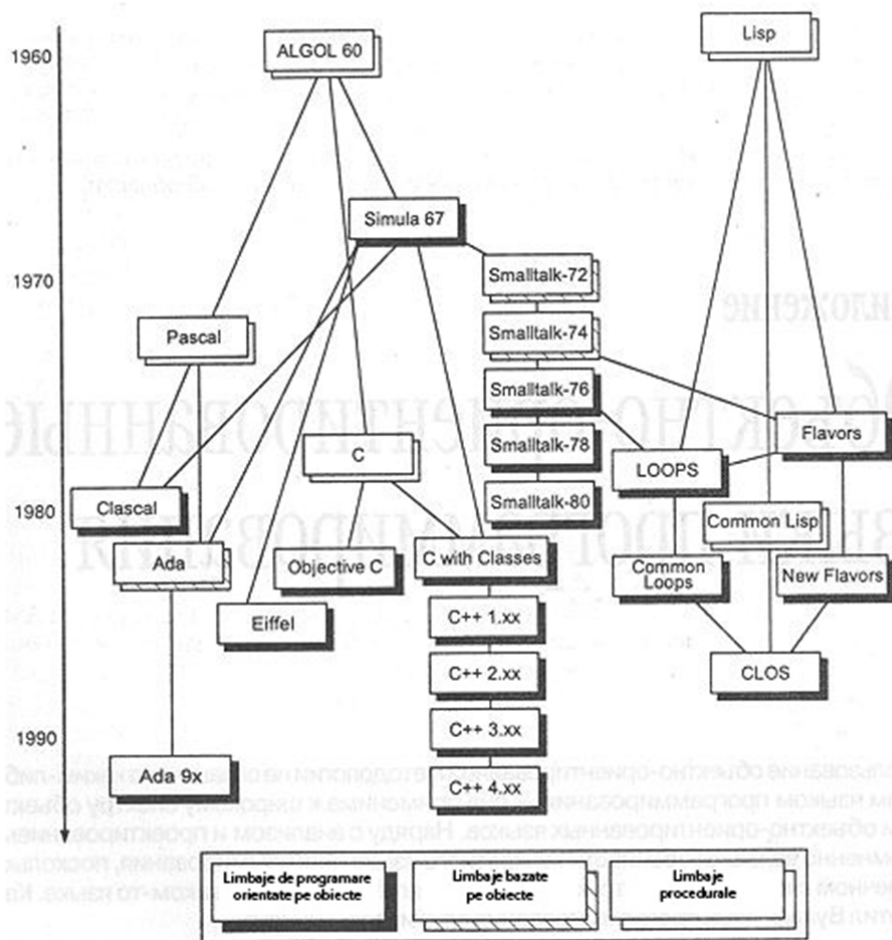 1960
ALGOL 60
Lisp
Simula 67
1970
Smalltalk-72
Pascal
Smalltalk-74
Smalltalk-76
Flavors
C
Smalltalk-78
LOOPS
Clascal
1980
Smalltalk-80
Common Lisp
Ada
Objective C
C with Classes
Common
Loops
New Flavors
Eiffel
C++ 1.xx
C++ 2.xx
CLOS
C++ 3.xx
1990
Ada 9x
C++ 4.xx
Limbaje de programare
orientate pe obiecte
Limbaje bazate
pe obiecte
Limbaje
procedurale